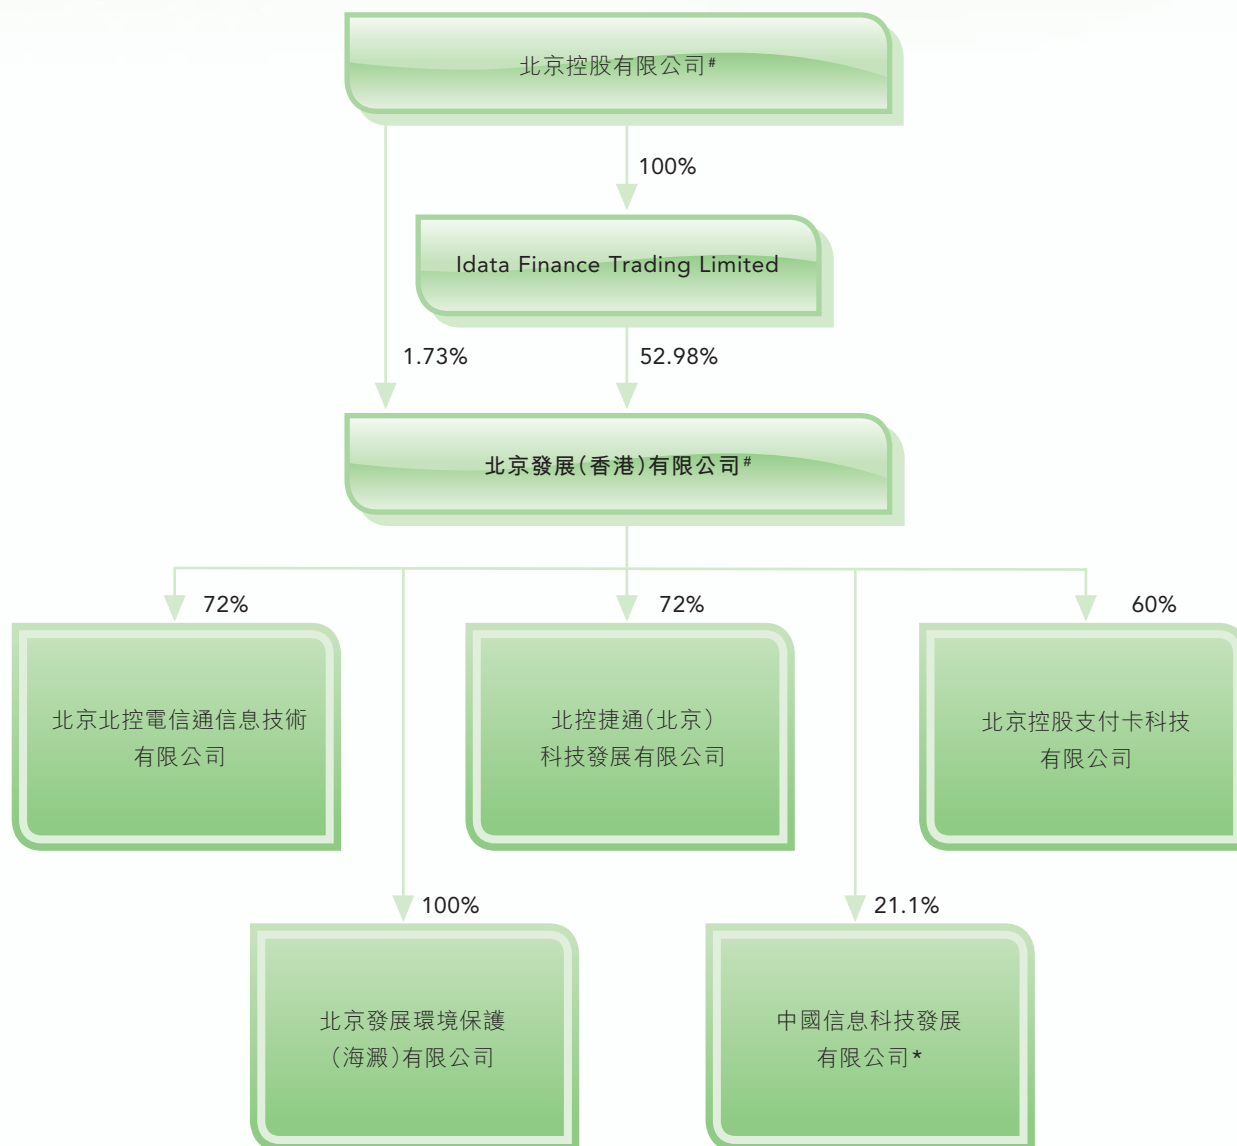 北京控股有限公司#
100%
Idata Finance Trading Limited
1.73%
52.98%
北京發展(香港)有限公司#
72%
72%
60%
北京北控電信通信息技術
有限公司
北控捷通(北京)
科技發展有限公司
北京控股支付卡科技
有限公司
100%
21.1%
北京發展環境保護
(海澱)有限公司
中國信息科技發展
有限公司*